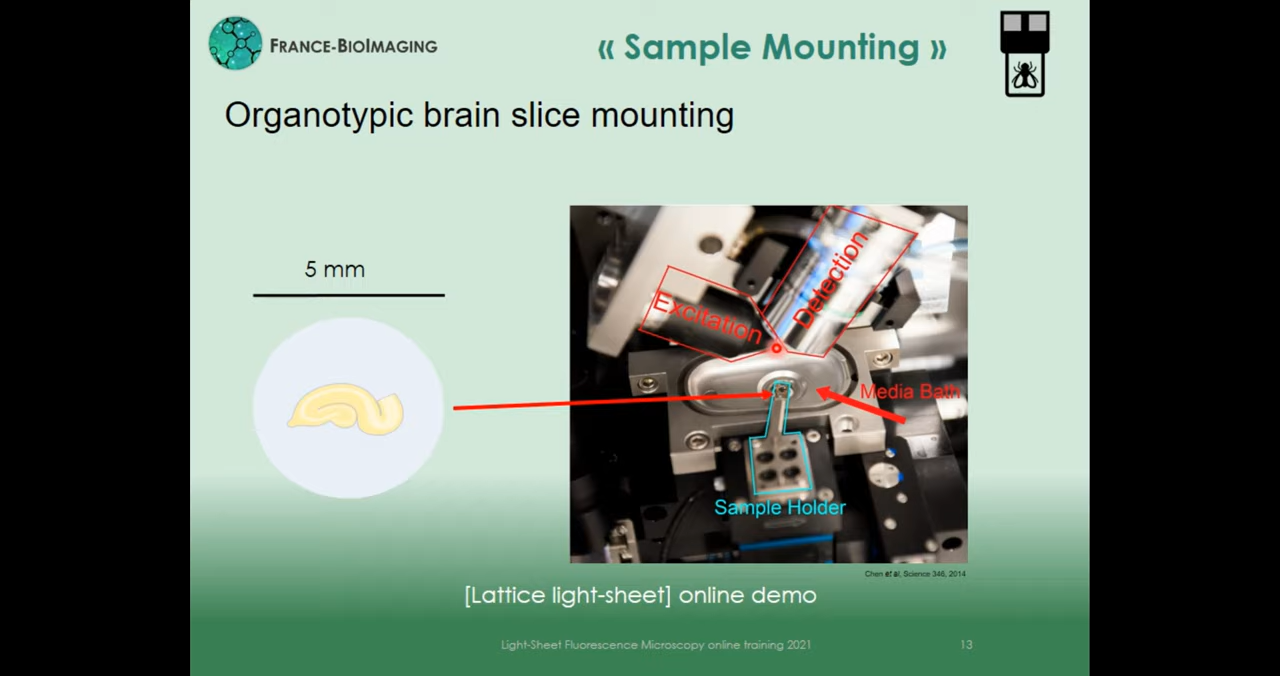 FRANCE-BIOIMAGING
« Sample Mounting »
Organotypic brain slice mounting
5 mm
Excitation
Detection
Media Bath
Sample Holder
Chen et al, Science 346, 2014
[Lattice light-sheet] online demo
Light-Sheet Fluorescence Microscopy online training 2021
13